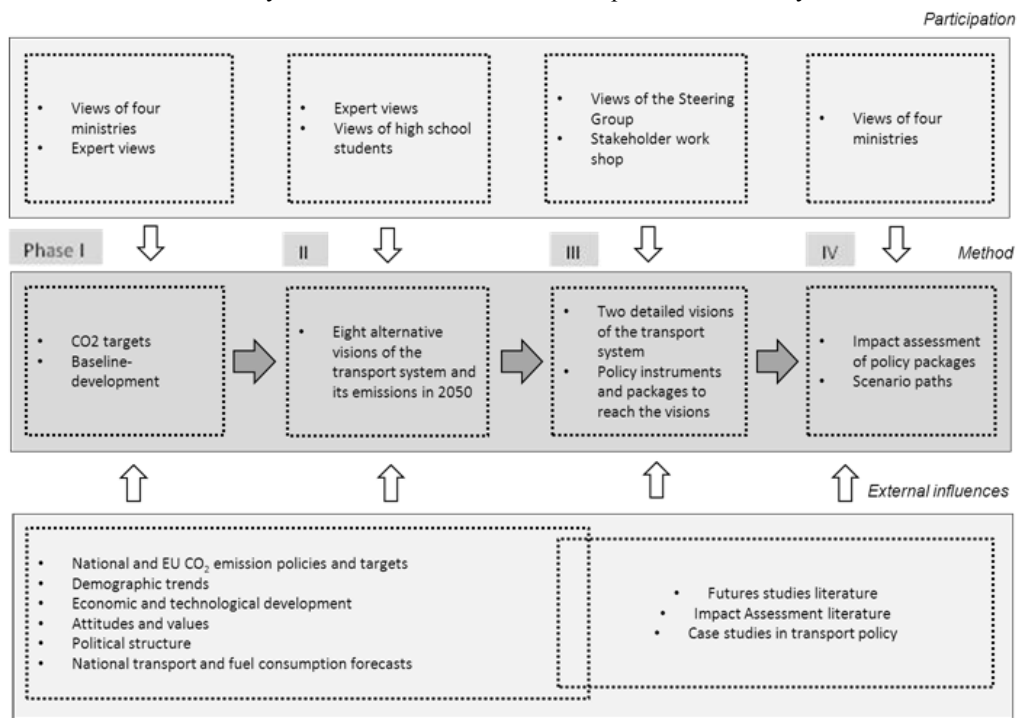 Participation
• Views of four
ministries
• Expert views
• Expert views
• Views of high school
students
• Views of the Steering
Group
• Stakeholder work
shop
• Views of four
ministries
Phase I
II
III
IV
Method
• CO2 targets
• Baseline-
development
• Eight alternative
visions of the
transport system and
its emissions in 2050
• Two detailed visions
of the transport
system
• Policy instruments
and packages to
reach the visions
• Impact assessment
of policy packages
• Scenario paths
External influences
• National and EU CO₂ emission policies and targets
• Demographic trends
• Economic and technological development
• Attitudes and values
• Political structure
• National transport and fuel consumption forecasts
• Futures studies literature
• Impact Assessment literature
• Case studies in transport policy